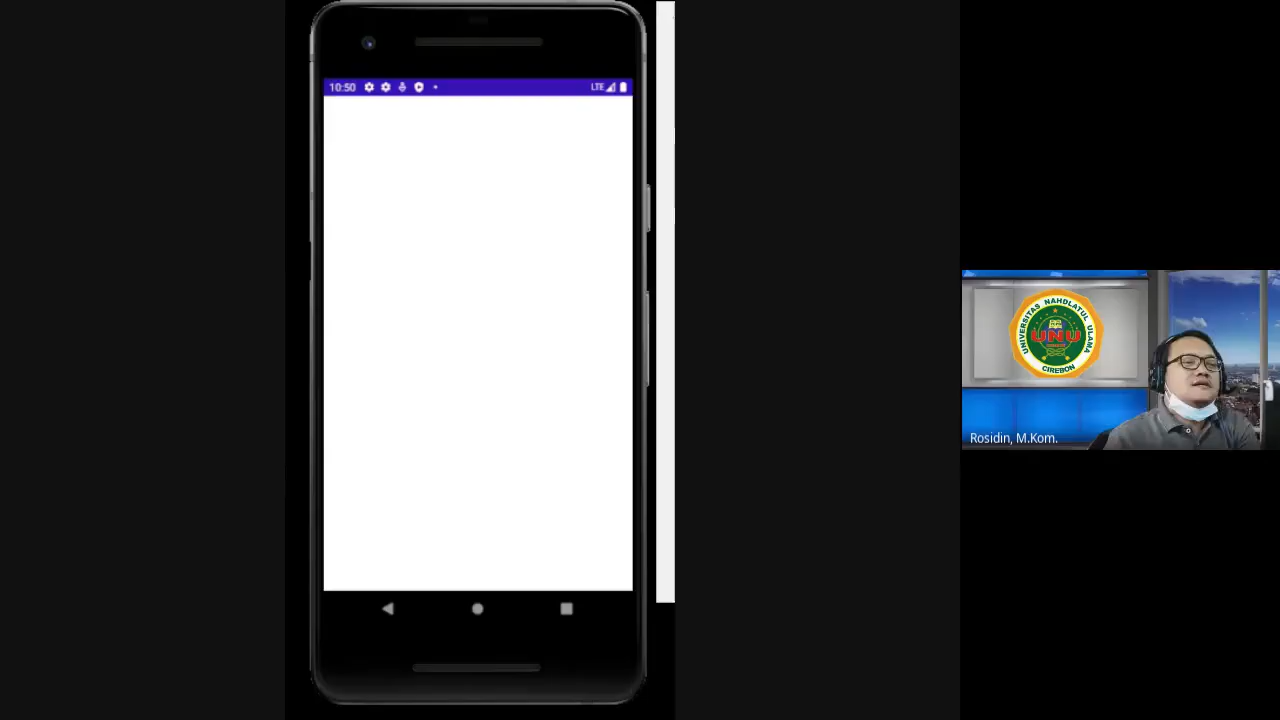 10:50
LTE
UNIVERSITAS NAHDLATUL ULAMA
UNU
CIREBON
Rosidin, M.Kom.